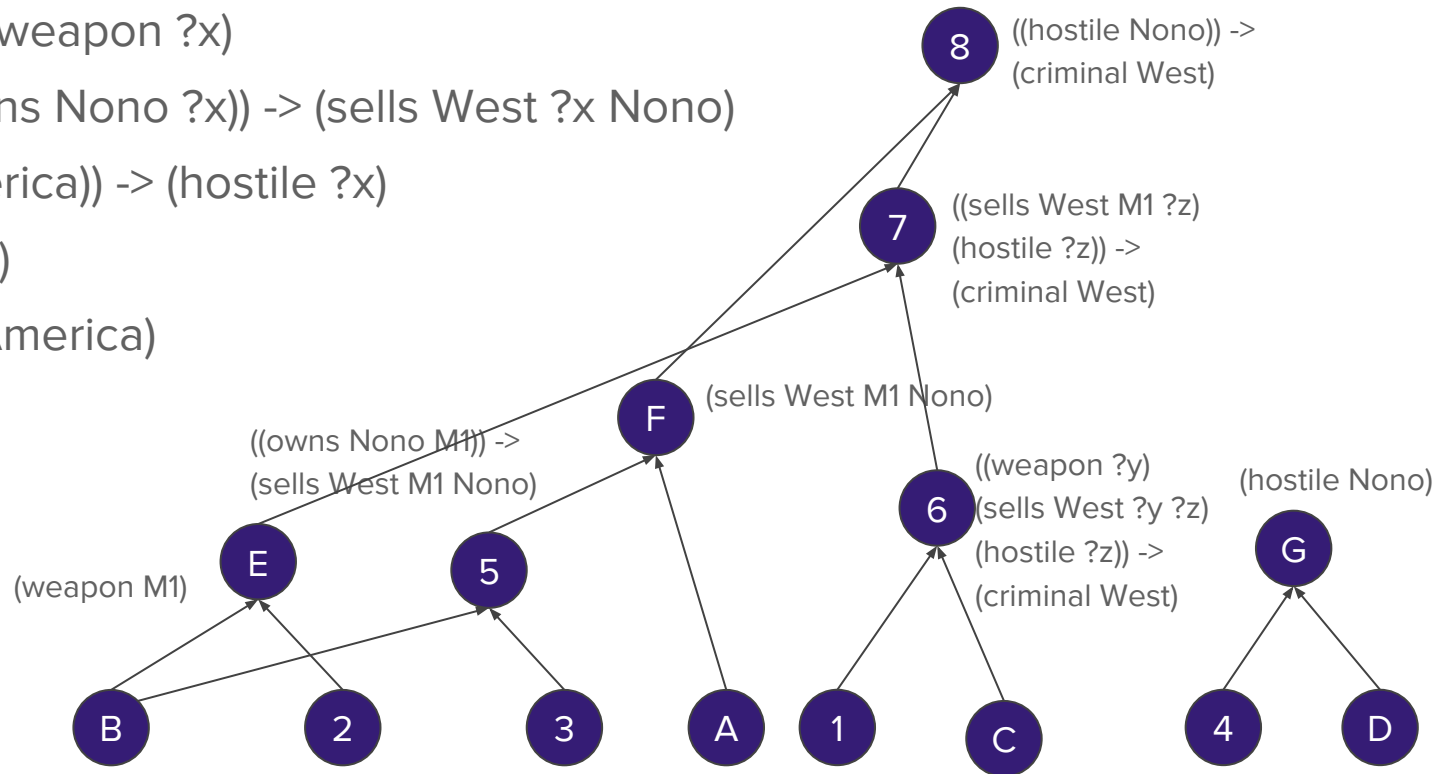 weapon ?x)
ns Nono ?x)) -> (sells West ?x Nono)
erica)) -> (hostile ?x)
)
merica)
8
((hostile Nono)) ->
(criminal West)
7
((sells West M1 ?z)
(hostile ?z)) ->
(criminal West)
F
(sells West M1 Nono)
((owns Nono M1)) ->
(sells West M1 Nono)
6
((weapon ?y)
(sells West ?y ?z)
(hostile ?z)) ->
(criminal West)
(hostile Nono)
G
E
5
(weapon M1)
B
2
3
A
1
C
4
D